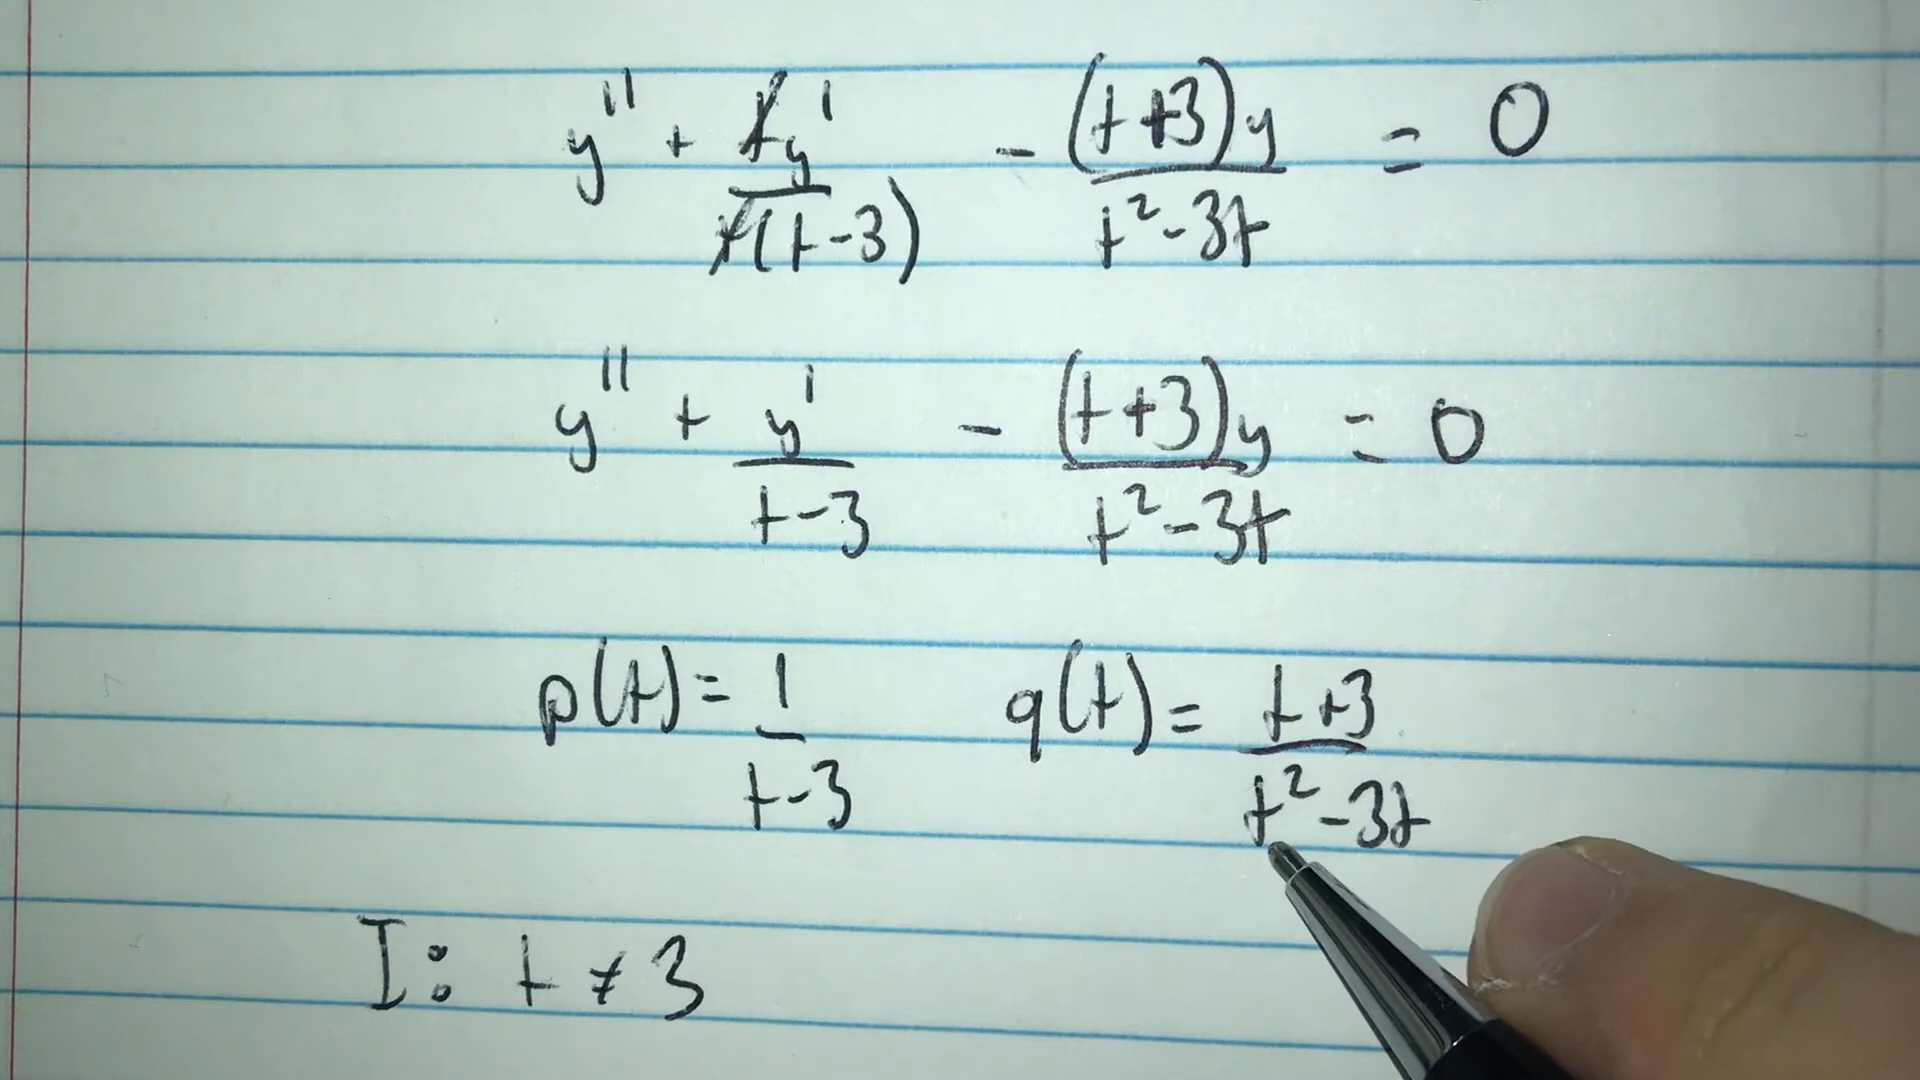 y'' + ty'/t(t-3) - (t+3)y/t²-3t = 0
y'' + y'/t-3 - (t+3)y/t²-3t = 0
p(t) = 1/t-3 q(t) = t+3/t²-3t
I: t ≠ 3